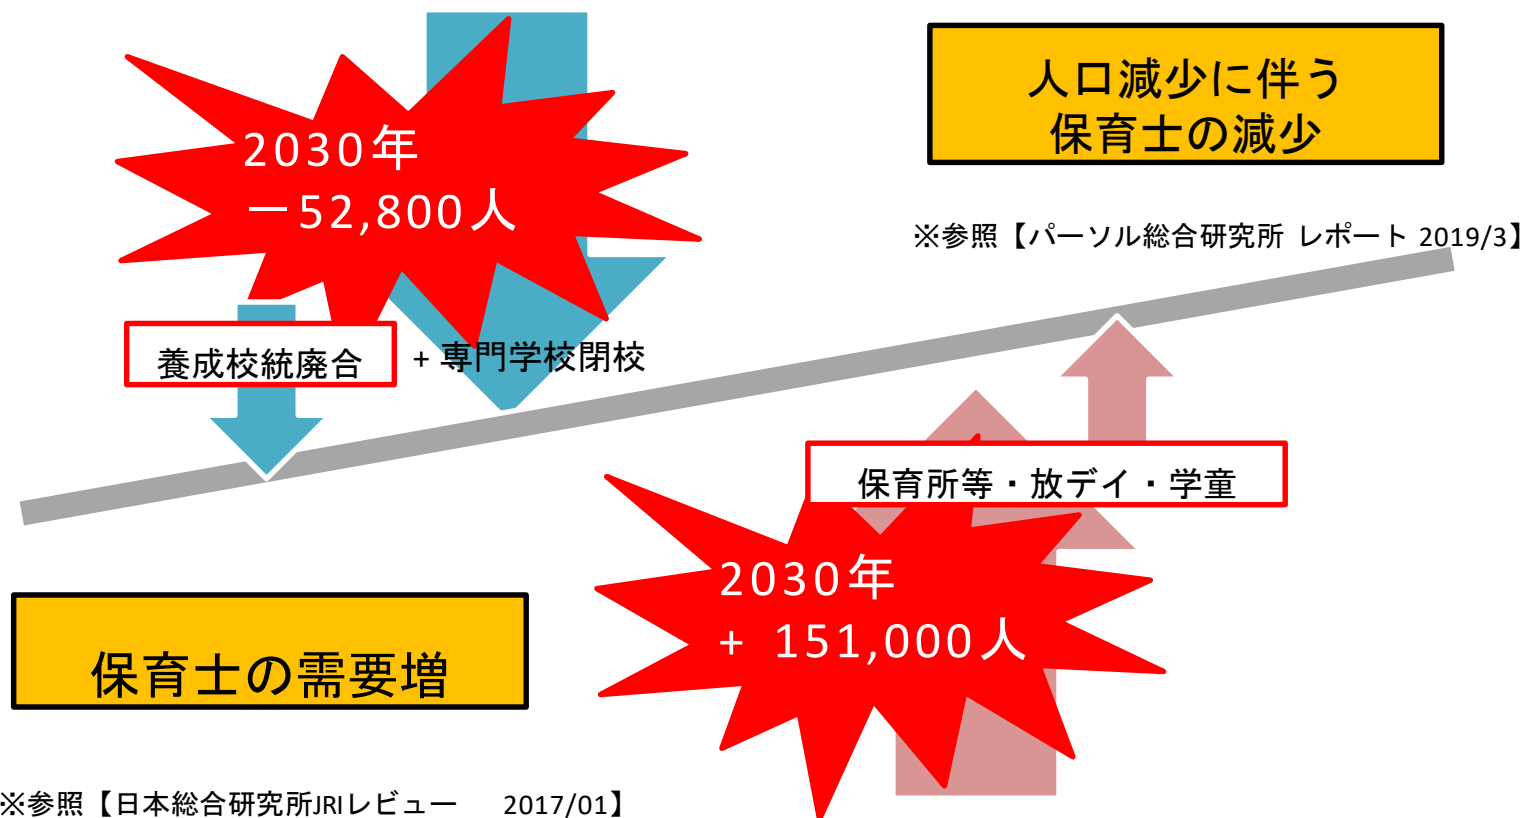 2030年
－52,800人
人口減少に伴う
保育士の減少
※参照【パーソル総合研究所 レポート 2019/3】
養成校統廃合
+ 専門学校閉校
保育所等・放デイ・学童
2030年
+ 151,000人
保育士の需要増
※参照【日本総合研究所JRIレビュー 2017/01】